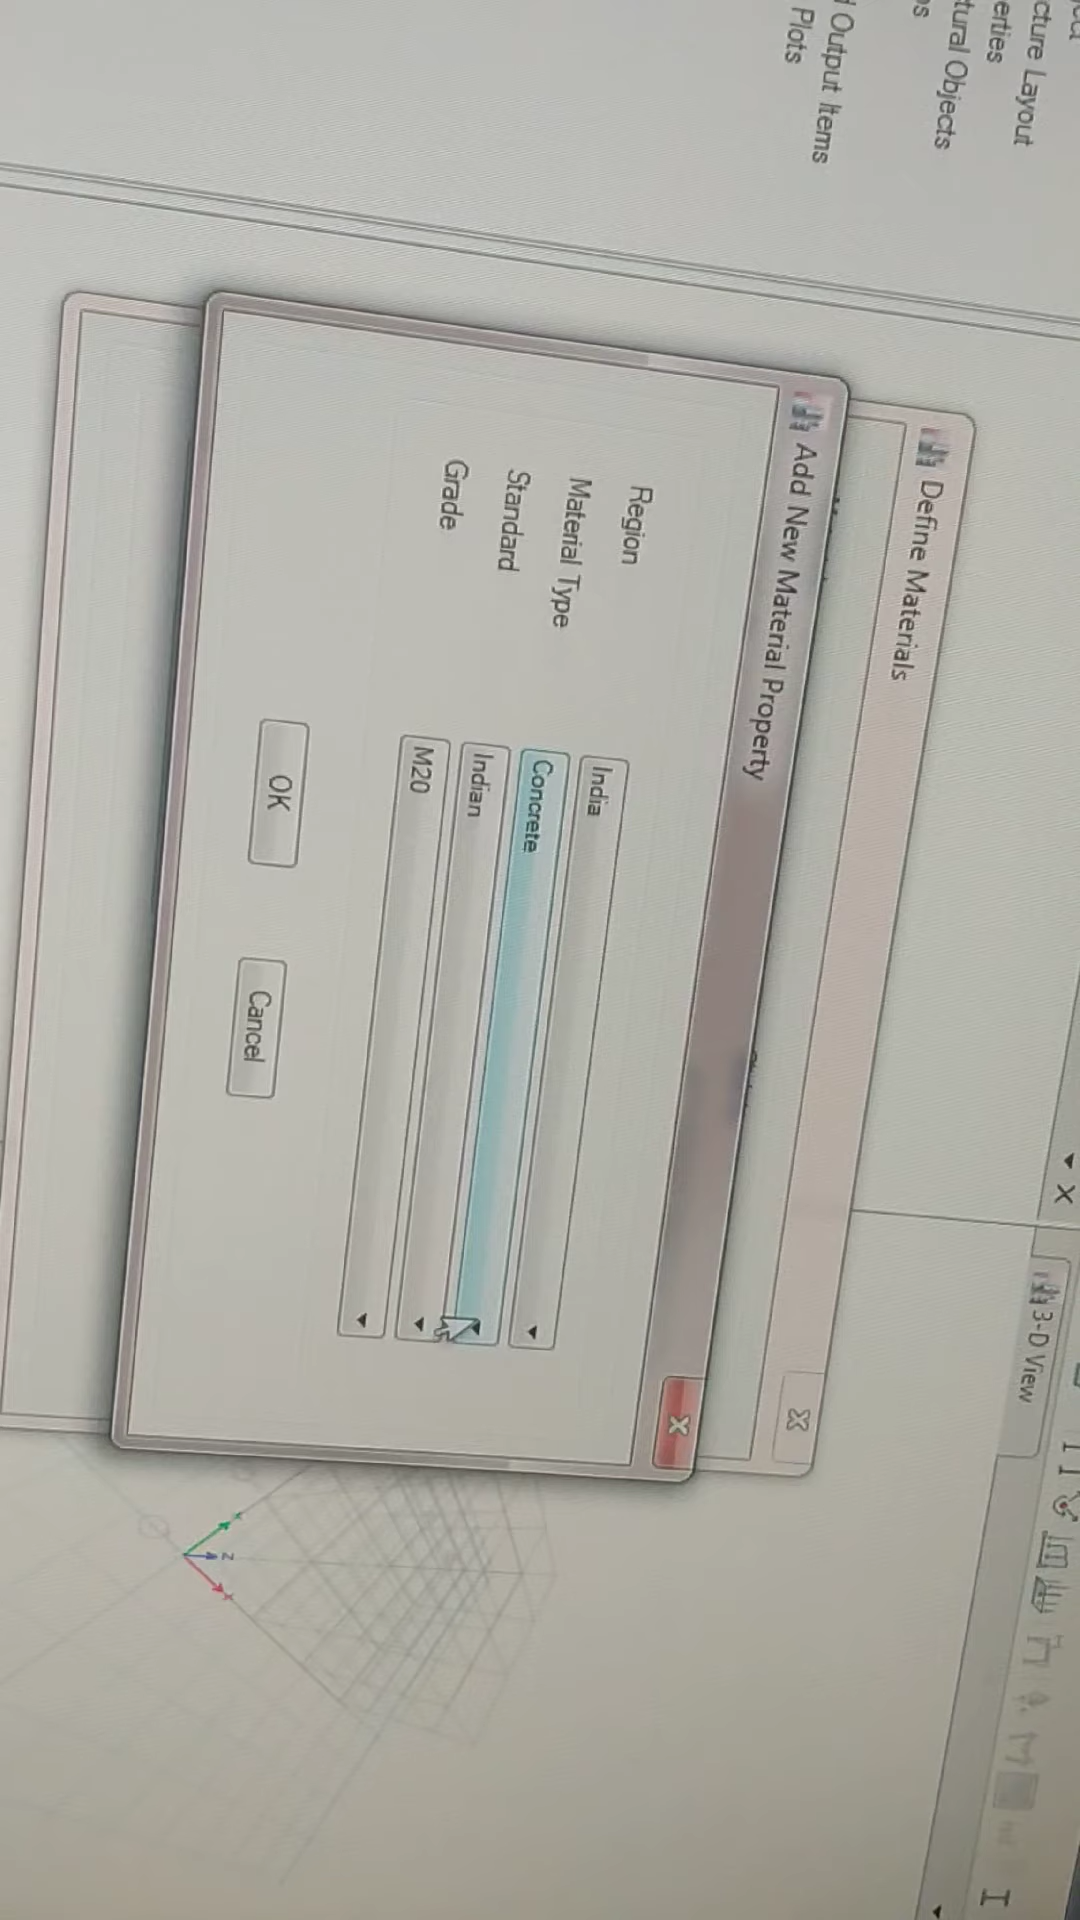 cture Layout
erties
tural Objects
Output Items
Plots
Define Materials
Add New Material Property
Region
India
Material Type
Concrete
Standard
Indian
Grade
M20
OK
Cancel
3-D View
Z